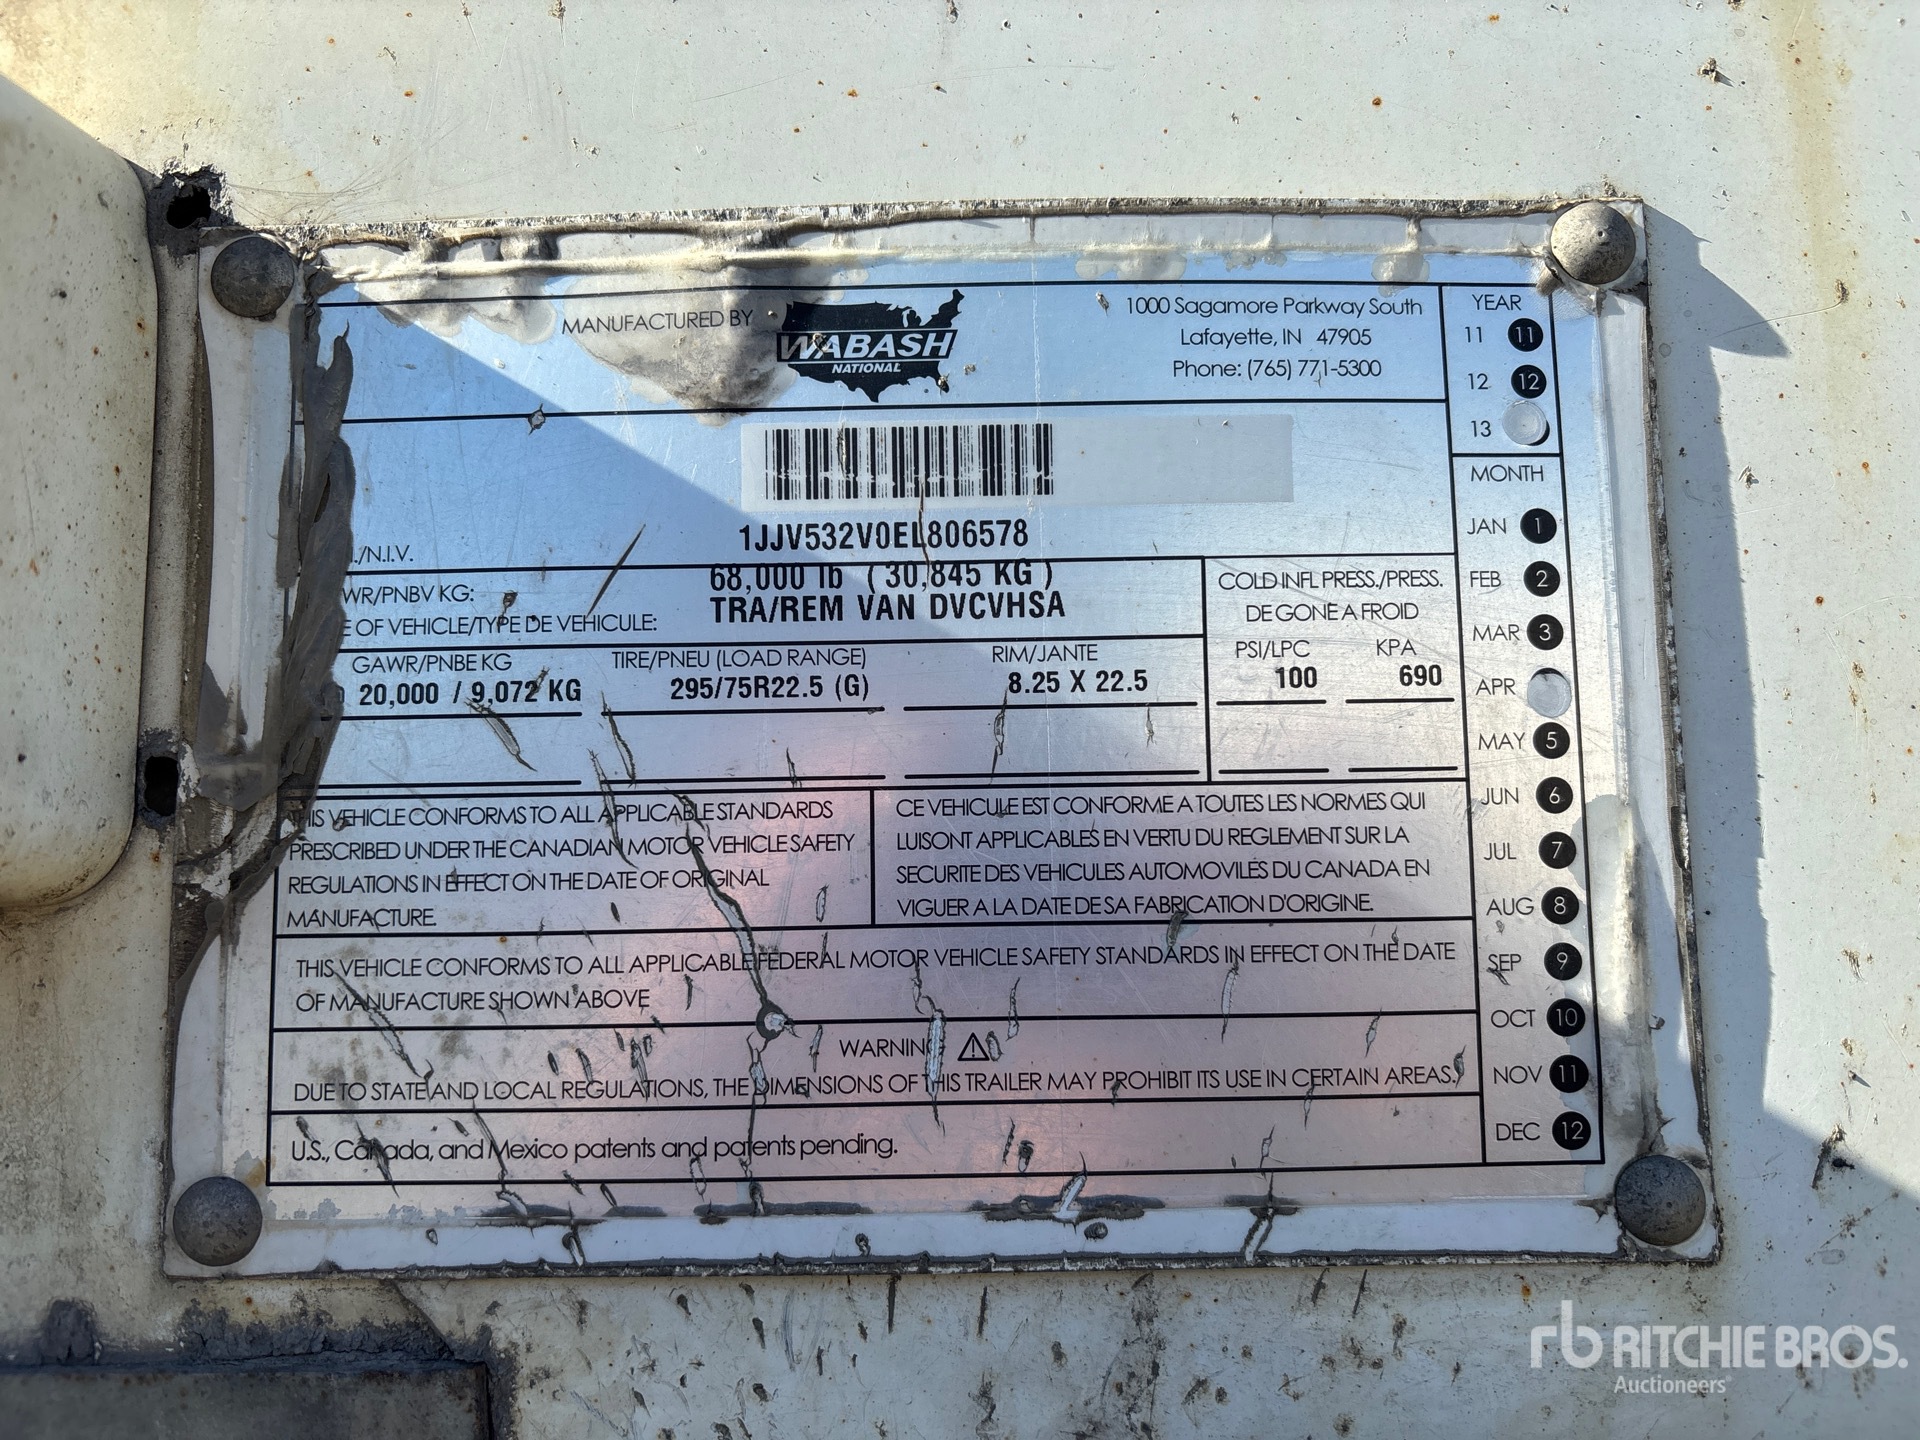 MANUFACTURED BY
WABASH
NATIONAL
1000 Sagamore Parkway South
Lafayette, IN 47905
Phone: (765) 771-5300
YEAR
11 11
12 12
13
MONTH
JAN 1
FEB 2
MAR 3
APR
MAY 5
JUN 6
JUL 7
AUG 8
SEP 9
OCT 10
NOV 11
DEC 12
./N.I.V.
1JJV532V0EL806578
WR/PNBV KG: 68,000 lb (30,845 KG)
E OF VEHICLE/TYPE DE VEHICULE: TRA/REM VAN DVCVHSA
COLD INFL PRESS./PRESS.
DE GONE A FROID
GAWR/PNBE KG TIRE/PNEU (LOAD RANGE) RIM/JANTE PSI/LPC KPA
20,000 / 9,072 KG 295/75R22.5 (G) 8.25 X 22.5 100 690
THIS VEHICLE CONFORMS TO ALL APPLICABLE STANDARDS
PRESCRIBED UNDER THE CANADIAN MOTOR VEHICLE SAFETY
REGULATIONS IN EFFECT ON THE DATE OF ORIGINAL
MANUFACTURE.
CE VEHICULE EST CONFORME A TOUTES LES NORMES QUI
LUISONT APPLICABLES EN VERTU DU REGLEMENT SUR LA
SECURITE DES VEHICULES AUTOMOVILES DU CANADA EN
VIGUER A LA DATE DE SA FABRICATION D'ORIGINE.
THIS VEHICLE CONFORMS TO ALL APPLICABLE FEDERAL MOTOR VEHICLE SAFETY STANDARDS IN EFFECT ON THE DATE
OF MANUFACTURE SHOWN ABOVE
WARNING
DUE TO STATE AND LOCAL REGULATIONS, THE DIMENSIONS OF THIS TRAILER MAY PROHIBIT ITS USE IN CERTAIN AREAS.
U.S., Canada, and Mexico patents and patents pending.
rb RITCHIE BROS.
Auctioneers